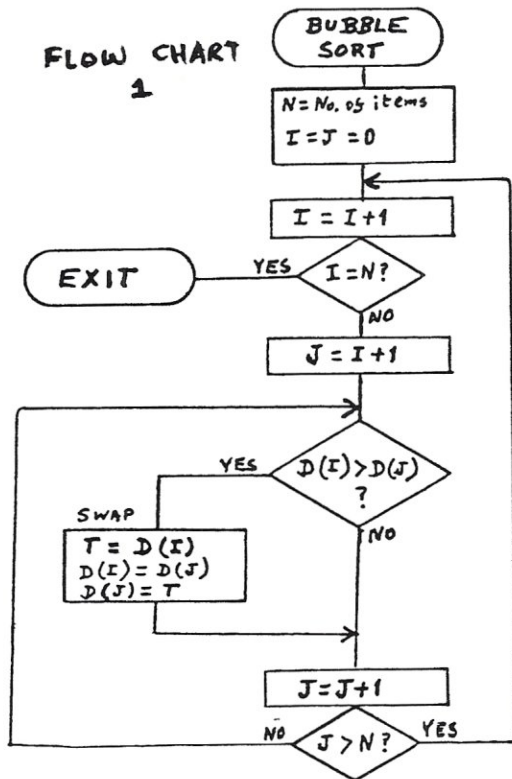 FLOW CHART
1
BUBBLE
SORT
N=No. of items
I=J=0
I=I+1
I=N?
YES
EXIT
NO
J=I+1
D(I)>D(J)
?
YES
SWAP
T=D(I)
D(I)=D(J)
D(J)=T
NO
J=J+1
J>N?
NO
YES